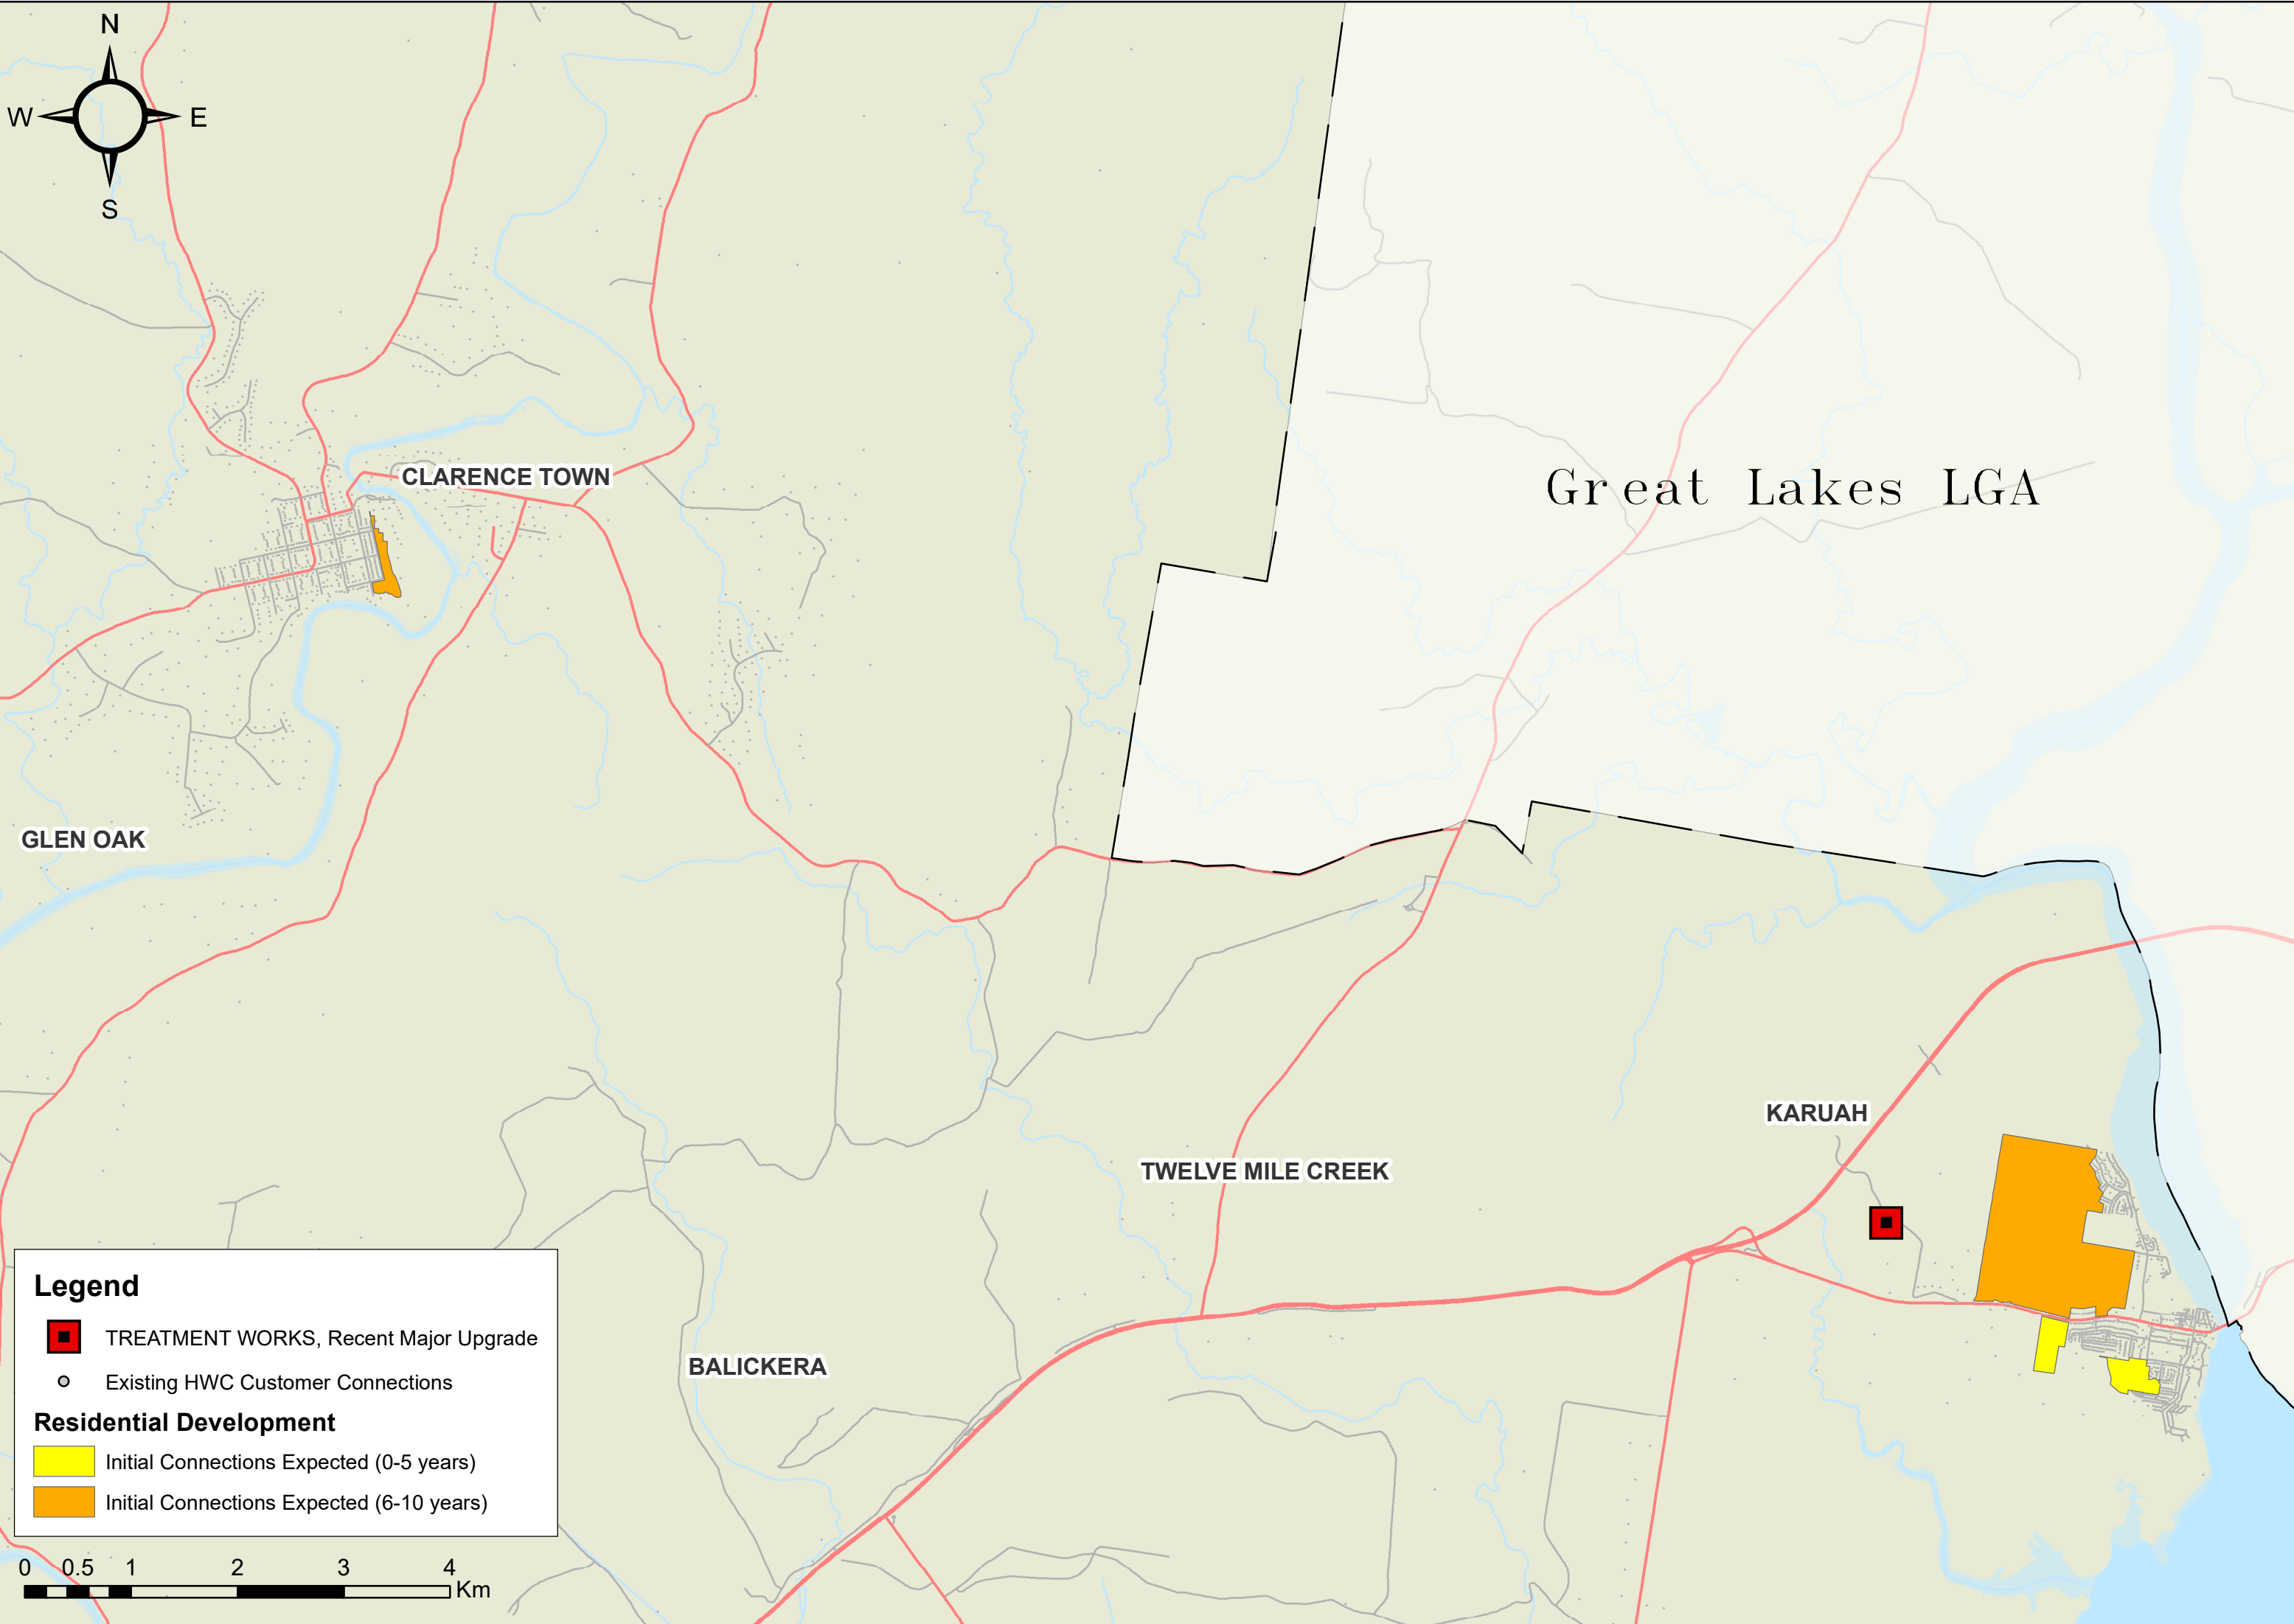 N
W E
S
CLARENCE TOWN
Great Lakes LGA
GLEN OAK
KARUAH
TWELVE MILE CREEK
BALICKERA
Legend
TREATMENT WORKS, Recent Major Upgrade
Existing HWC Customer Connections
Residential Development
Initial Connections Expected (0-5 years)
Initial Connections Expected (6-10 years)
0 0.5 1 2 3 4
Km